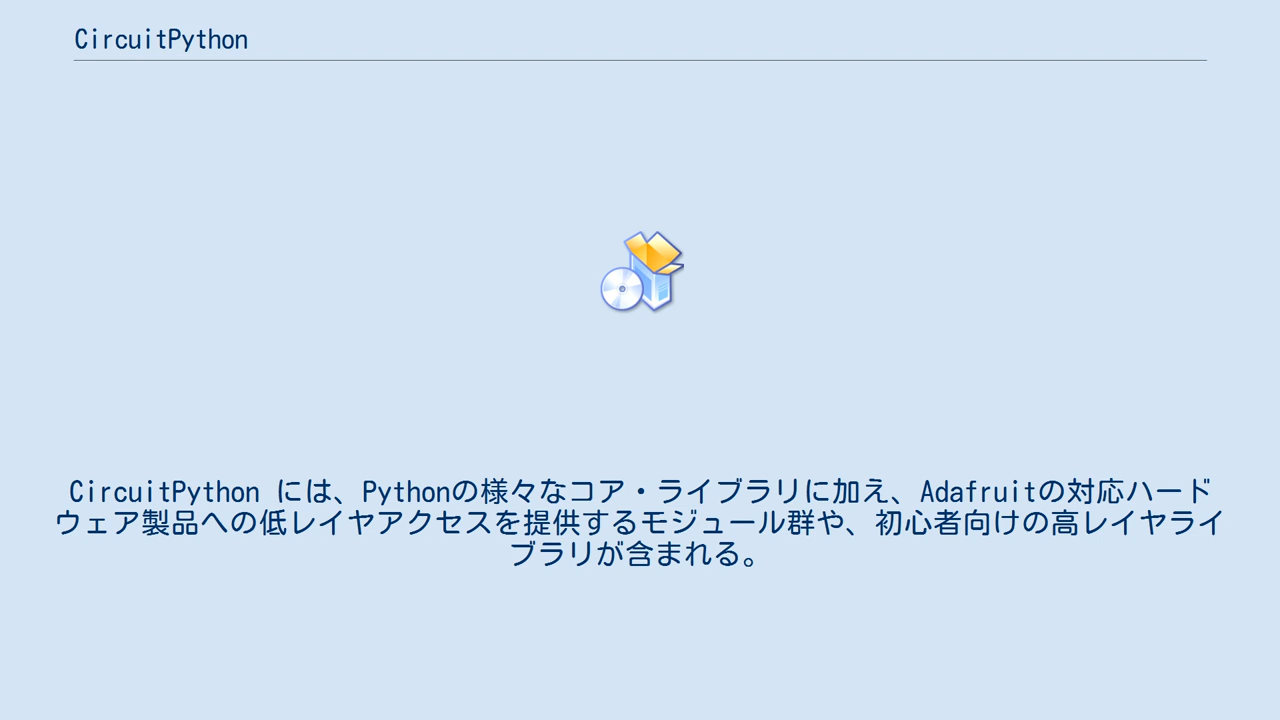 CircuitPython
CircuitPython には、Pythonの様々なコア・ライブラリに加え、Adafruitの対応ハード
ウェア製品への低レイヤアクセスを提供するモジュール群や、初心者向けの高レイヤライ
ブラリが含まれる。